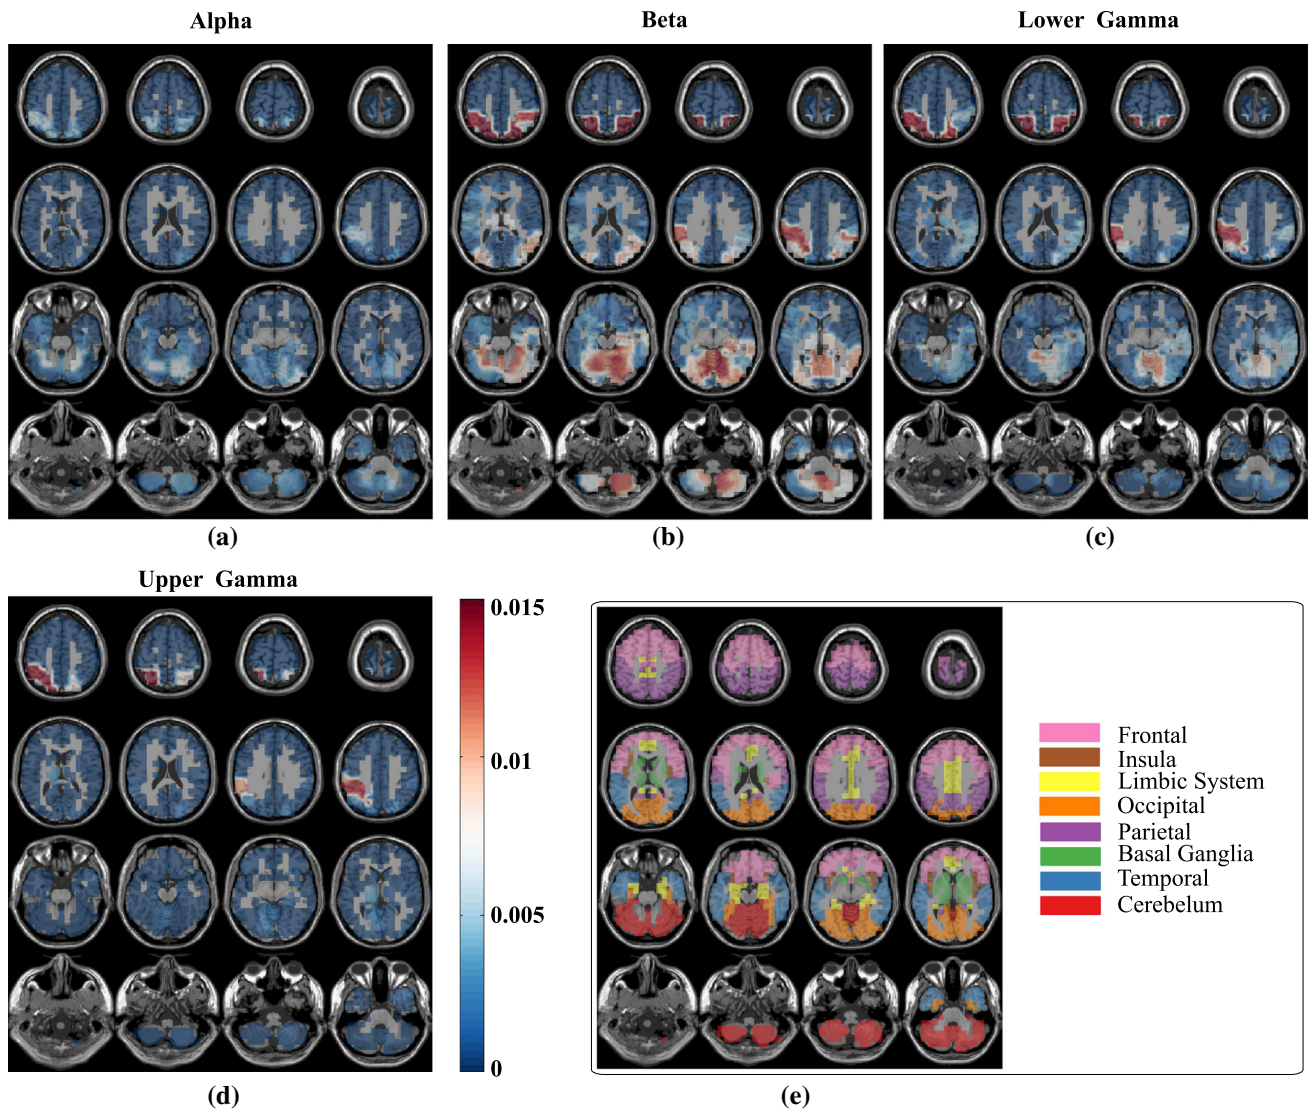 Alpha
Beta
Lower Gamma
(a)
(b)
(c)
Upper Gamma
0.015
0.01
0.005
0
(d)
Frontal
Insula
Limbic System
Occipital
Parietal
Basal Ganglia
Temporal
Cerebelum
(e)